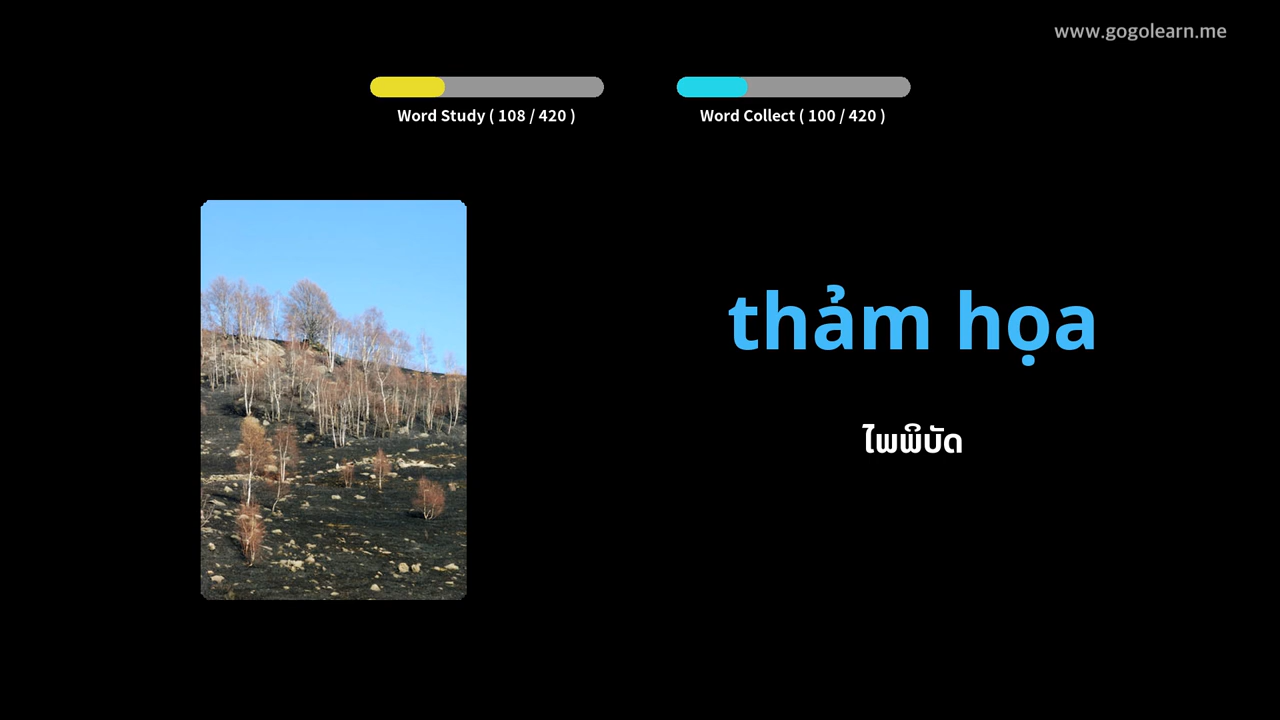 www.gogolearn.me
Word Study ( 108 / 420 )
Word Collect ( 100 / 420 )
thảm họa
ໄພພິບັດ